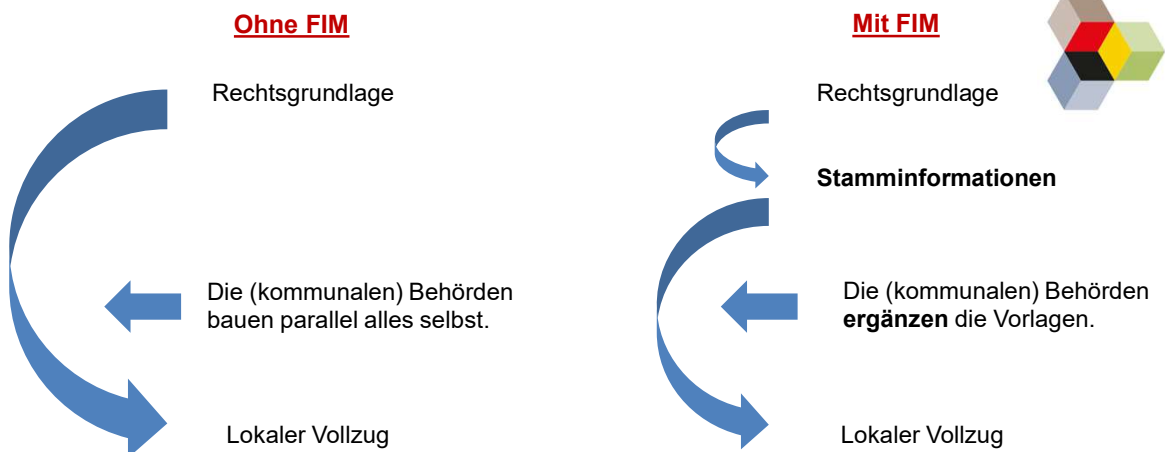 Ohne FIM
Rechtsgrundlage
Die (kommunalen) Behörden
bauen parallel alles selbst.
Lokaler Vollzug
Mit FIM
Rechtsgrundlage
Stamminformationen
Die (kommunalen) Behörden
ergänzen die Vorlagen.
Lokaler Vollzug